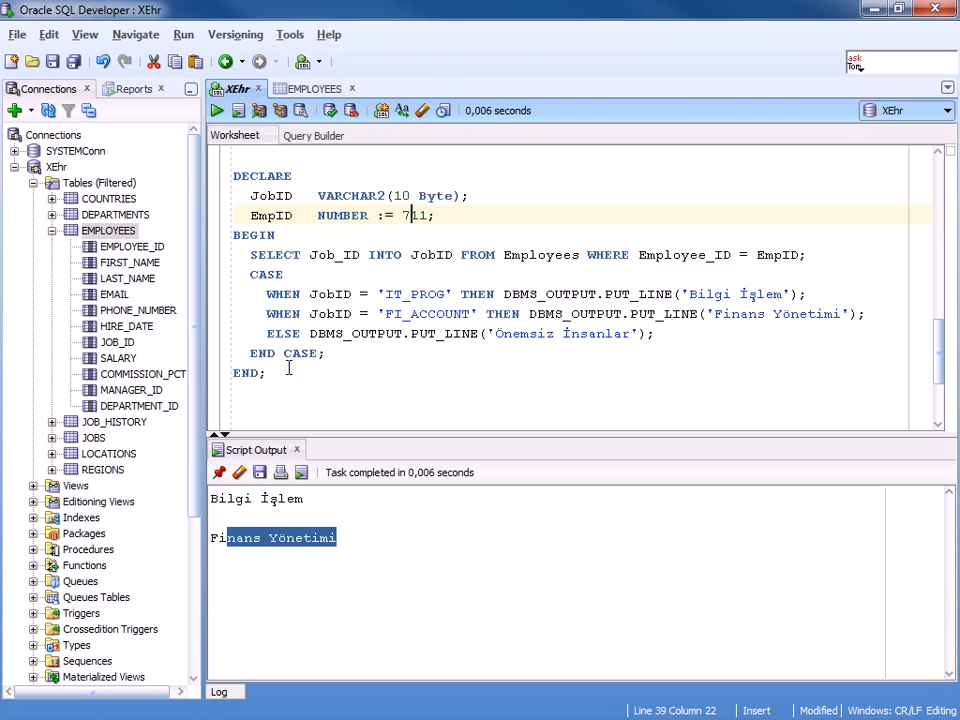 Oracle SQL Developer : XEhr
File Edit View Navigate Run Versioning Tools Help
ask
Tom
Connections Reports
Connections
SYSTEMConn
XEhr
Tables (Filtered)
COUNTRIES
DEPARTMENTS
EMPLOYEES
EMPLOYEE_ID
FIRST_NAME
LAST_NAME
EMAIL
PHONE_NUMBER
HIRE_DATE
JOB_ID
SALARY
COMMISSION_PCT
MANAGER_ID
DEPARTMENT_ID
JOB_HISTORY
JOBS
LOCATIONS
REGIONS
Views
Editioning Views
Indexes
Packages
Procedures
Functions
Queues
Queues Tables
Triggers
Crossedition Triggers
Types
Sequences
Materialized Views
XEhr EMPLOYEES
0,006 seconds XEhr
Worksheet Query Builder
DECLARE
JobID VARCHAR2(10 Byte);
EmpID NUMBER := 711;
BEGIN
SELECT Job_ID INTO JobID FROM Employees WHERE Employee_ID = EmpID;
CASE
WHEN JobID = 'IT_PROG' THEN DBMS_OUTPUT.PUT_LINE('Bilgi İşlem');
WHEN JobID = 'FI_ACCOUNT' THEN DBMS_OUTPUT.PUT_LINE('Finans Yönetimi');
ELSE DBMS_OUTPUT.PUT_LINE('Önemsiz İnsanlar');
END CASE;
END;
Script Output
Task completed in 0,006 seconds
Bilgi İşlem
Finans Yönetimi
Log
Line 39 Column 22 Insert Modified Windows: CR/LF Editing